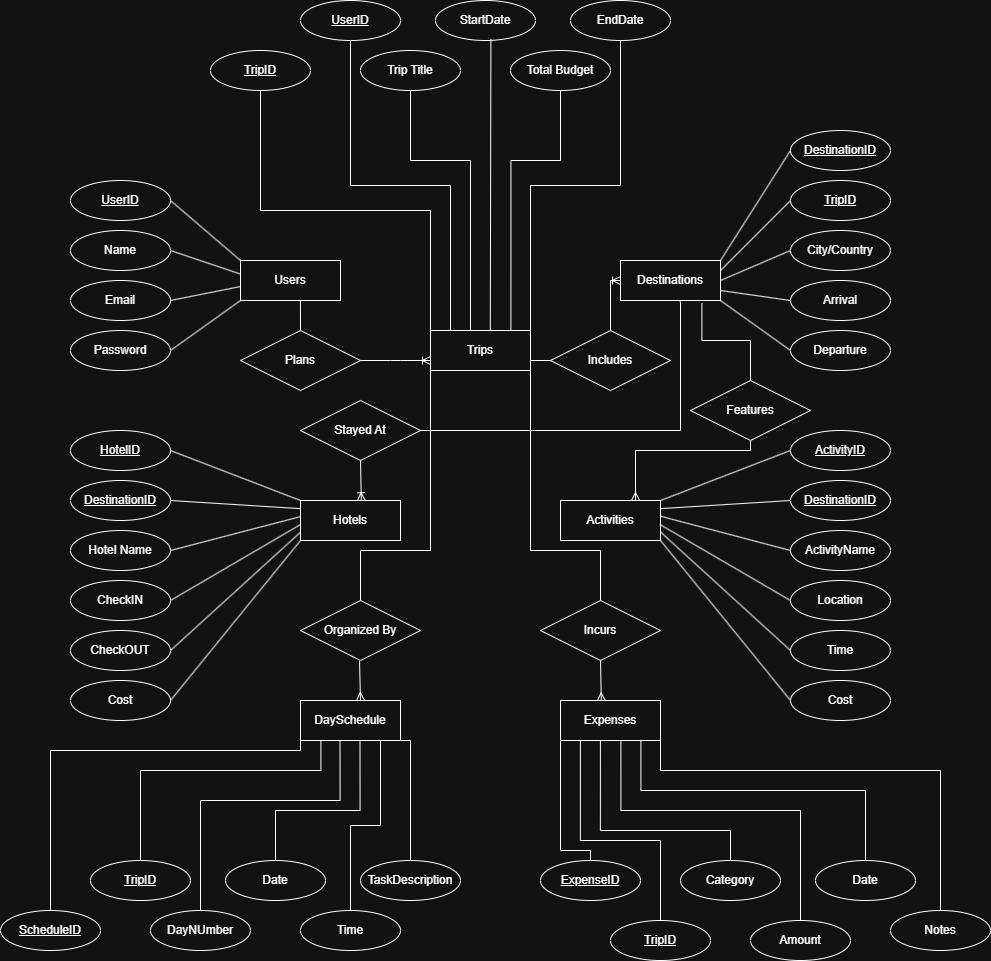 UserID
StartDate
EndDate
TripID
Trip Title
Total Budget
DestinationID
UserID
TripID
Name
City/Country
Users
Destinations
Email
Arrival
Password
Plans
Trips
Includes
Departure
Stayed At
Features
HotelID
ActivityID
DestinationID
DestinationID
Hotels
Activities
Hotel Name
ActivityName
CheckIN
Location
Organized By
Incurs
CheckOUT
Time
Cost
Cost
DaySchedule
Expenses
TripID
Date
TaskDescription
ExpenseID
Category
Date
ScheduleID
DayNUmber
Time
TripID
Amount
Notes